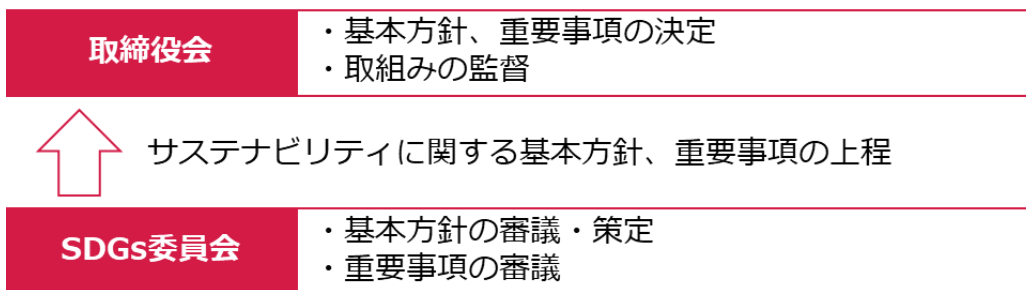 取締役会
・基本方針、重要事項の決定
・取組みの監督
サステナビリティに関する基本方針、重要事項の上程
SDGs委員会
・基本方針の審議・策定
・重要事項の審議